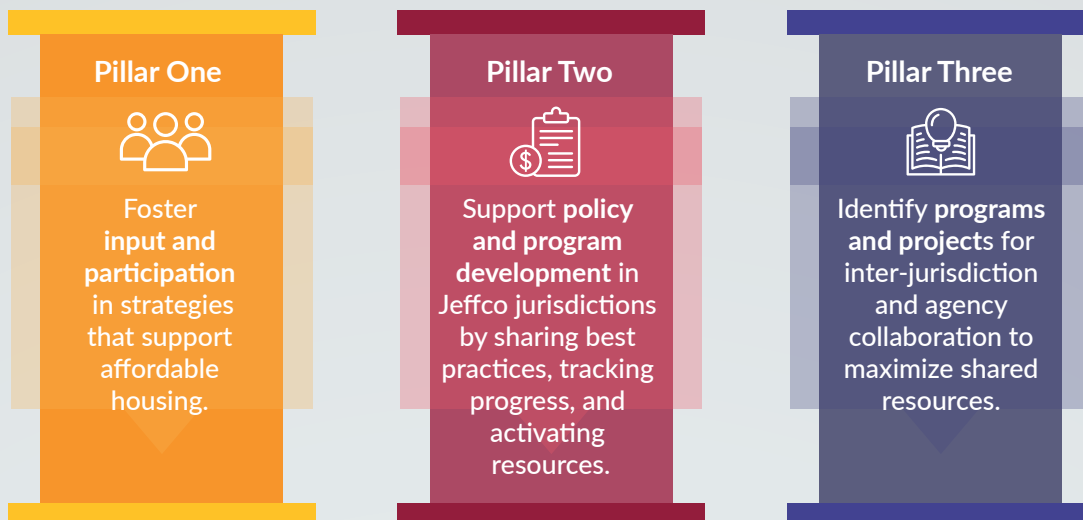 Pillar One
Foster
input and
participation
in strategies
that support
affordable
housing.
Pillar Two
$
Support policy
and program
development in
Jeffco jurisdictions
by sharing best
practices, tracking
progress, and
activating
resources.
Pillar Three
Identify programs
and projects for
inter-jurisdiction
and agency
collaboration to
maximize shared
resources.